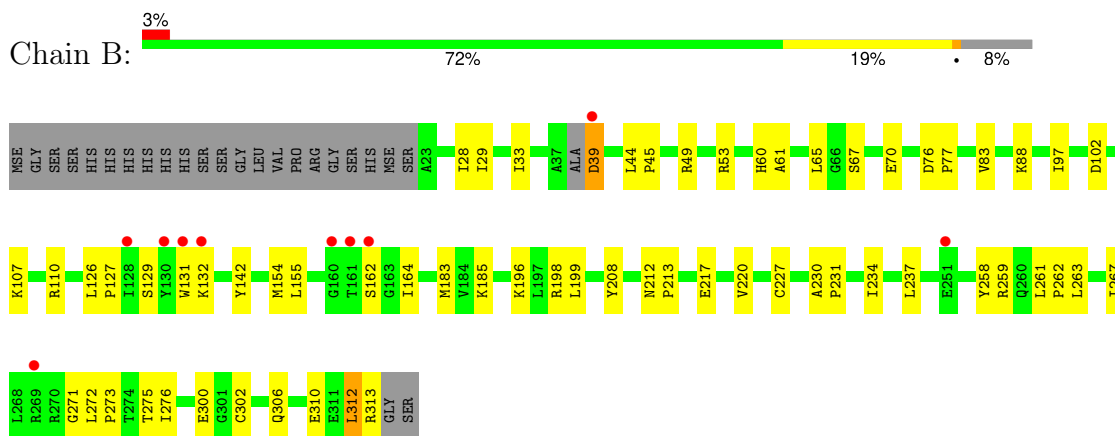 3%
Chain B:
72% 19% • 8%
MSE GLY SER SER HIS HIS HIS HIS HIS HIS SER SER GLY LEU VAL PRO ARG GLY SER HIS MSE SER A23 I28 I29 I33 A37 ALA D39 L44 P45 R49 R53 H60 A61 L65 G66 S67 E70 D76 P77 V83 K88 I97 D102
K107 R110 L126 P127 I128 S129 Y130 W131 K132 Y142 M154 L155 G160 T161 S162 G163 I164 M183 V184 K185 K196 L197 R198 L199 Y208 N212 P213 E217 V220 C227 A230 P231 I234 L237 E251 Y258 R259 Q260 L261 P262 L263
L268 R269 R270 G271 L272 P273 T274 T275 I276 E300 G301 C302 Q306 E310 E311 L312 R313 GLY SER